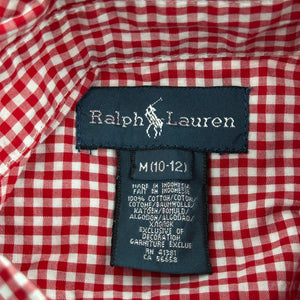 Ralph Lauren
M (10-12)
MADE IN INDONESIA
FAIT EN INDONESIE
100% COTTON/COTON/
COTONE/BAUMWOLLE/
KATOEN/BOMULD/
ALGODON/ALGODAO/
ХЛОПОК
EXCLUSIVE OF
DECORATION
GARNITURE EXCLUE
RN 41381
CA 56658